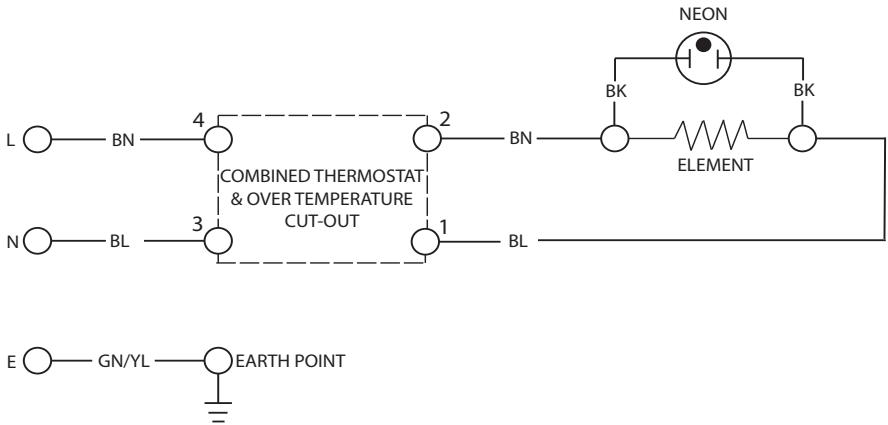 NEON
BK
BK
L
BN
4
2
BN
ELEMENT
COMBINED THERMOSTAT
& OVER TEMPERATURE
CUT-OUT
N
BL
3
1
BL
E
GN/YL
EARTH POINT